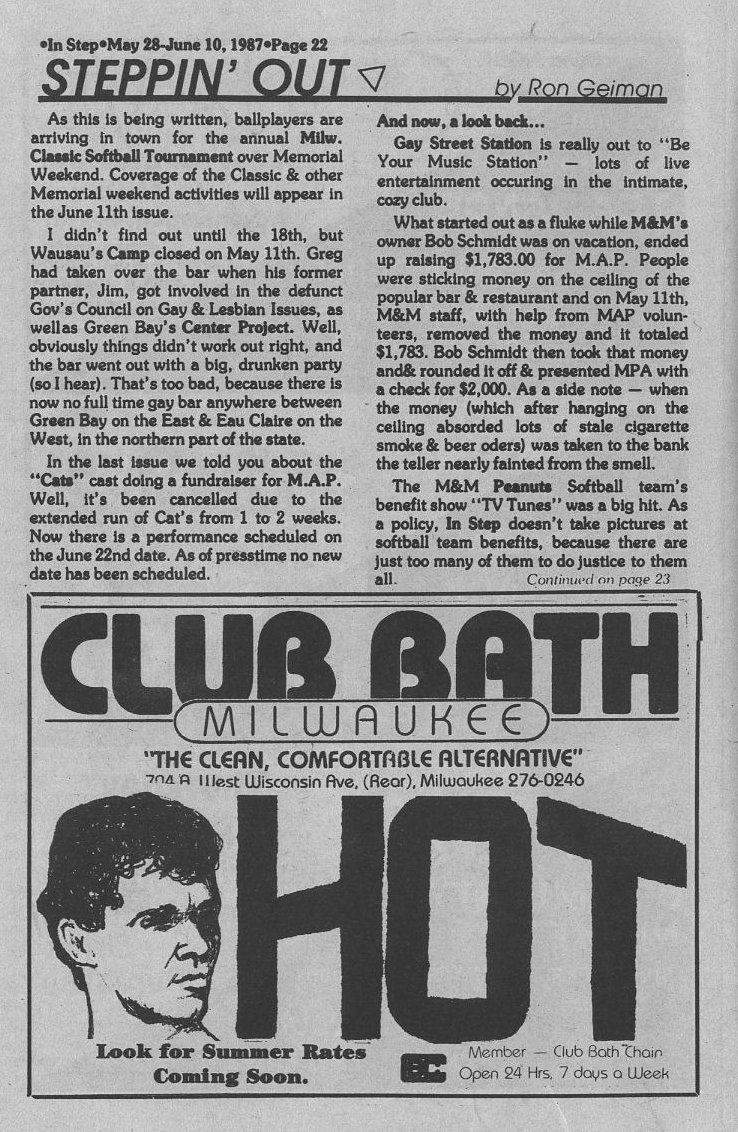 •In Step•May 28-June 10, 1987•Page 22
STEPPIN' OUT
by Ron Geiman
As this is being written, ballplayers are
arriving in town for the annual Milw.
Classic Softball Tournament over Memorial
Weekend. Coverage of the Classic & other
Memorial weekend activities will appear in
the June 11th issue.
I didn't find out until the 18th, but
Wausau's Camp closed on May 11th. Greg
had taken over the bar when his former
partner, Jim, got involved in the defunct
Gov's Council on Gay & Lesbian Issues, as
wellas Green Bay's Center Project. Well,
obviously things didn't work out right, and
the bar went out with a big, drunken party
(so I hear). That's too bad, because there is
now no full time gay bar anywhere between
Green Bay on the East & Eau Claire on the
West, in the northern part of the state.
In the last issue we told you about the
"Cats" cast doing a fundraiser for M.A.P.
Well, it's been cancelled due to the
extended run of Cat's from 1 to 2 weeks.
Now there is a performance scheduled on
the June 22nd date. As of presstime no new
date has been scheduled.
And now, a look back...
Gay Street Station is really out to "Be
Your Music Station" — lots of live
entertainment occuring in the intimate,
cozy club.
What started out as a fluke while M&M's
owner Bob Schmidt was on vacation, ended
up raising $1,783.00 for M.A.P. People
were sticking money on the ceiling of the
popular bar & restaurant and on May 11th,
M&M staff, with help from MAP volun-
teers, removed the money and it totaled
$1,783. Bob Schmidt then took that money
and& rounded it off & presented MPA with
a check for $2,000. As a side note — when
the money (which after hanging on the
ceiling absorded lots of stale cigarette
smoke & beer oders) was taken to the bank
the teller nearly fainted from the smell.
The M&M Peanuts Softball team's
benefit show "TV Tunes" was a big hit. As
a policy, In Step doesn't take pictures at
softball team benefits, because there are
just too many of them to do justice to them
all.
Continued on page 23
CLUB BATH
MILWAUKEE
"THE CLEAN, COMFORTABLE ALTERNATIVE"
704 A West Wisconsin Ave, (Rear), Milwaukee 276-0246
HOT
Look for Summer Rates
Coming Soon.
Member — Club Bath Chain
Open 24 Hrs, 7 days a Week